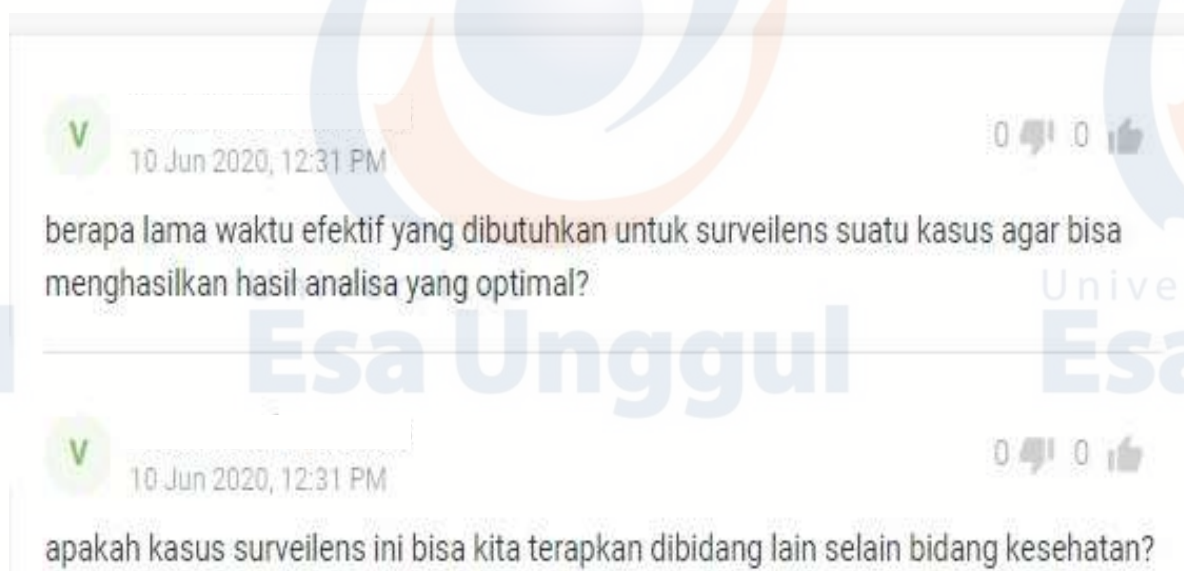 V
10 Jun 2020, 12:31 PM
0 0
berapa lama waktu efektif yang dibutuhkan untuk surveilens suatu kasus agar bisa
menghasilkan hasil analisa yang optimal?
Unive
Esa Unggul
Esa
V
10 Jun 2020, 12:31 PM
0 0
apakah kasus surveilens ini bisa kita terapkan dibidang lain selain bidang kesehatan?